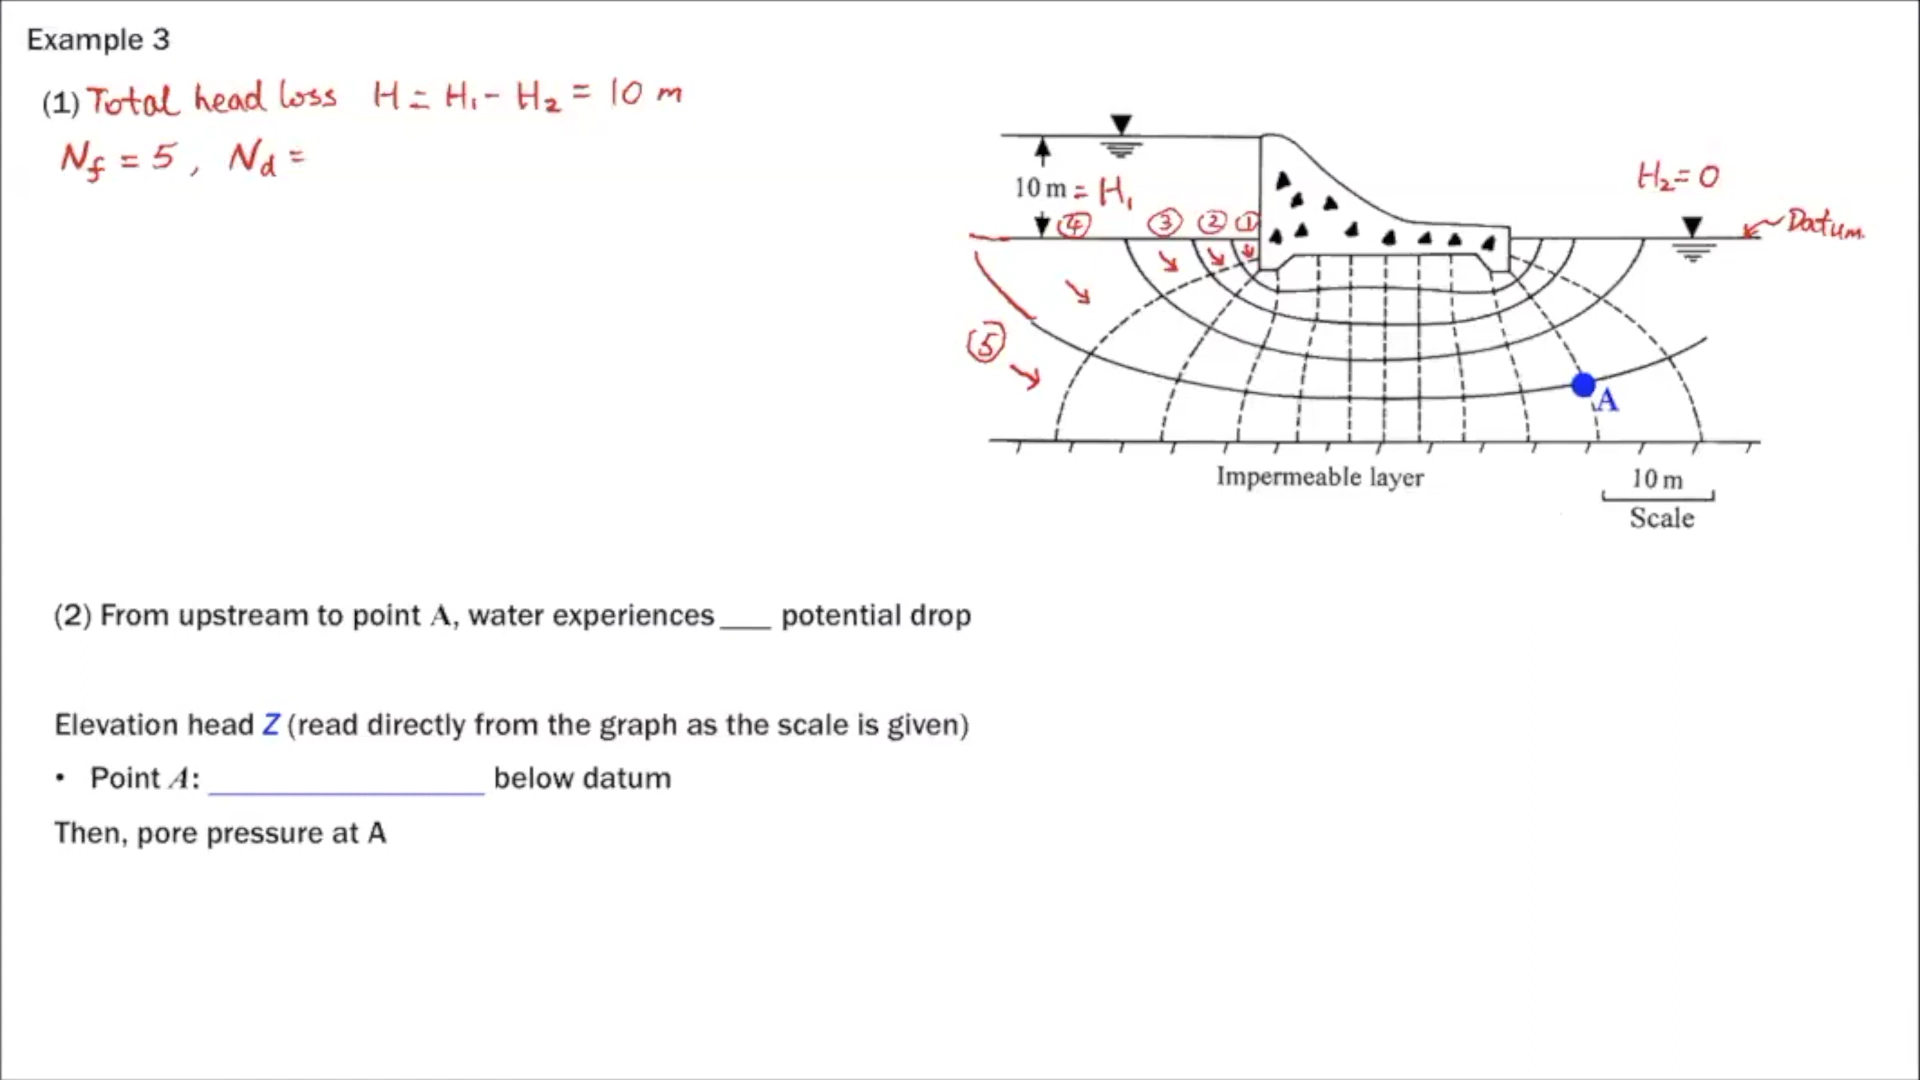 Example 3
(1) Total head loss H = H₁ - H₂ = 10 m
N_f = 5, N_d =
10 m = H₁
H₂ = 0
Datum
④ ③ ② ①
⑤
A
Impermeable layer
10 m
Scale
(2) From upstream to point A, water experiences ___ potential drop
Elevation head Z (read directly from the graph as the scale is given)
• Point A: ____________ below datum
Then, pore pressure at A